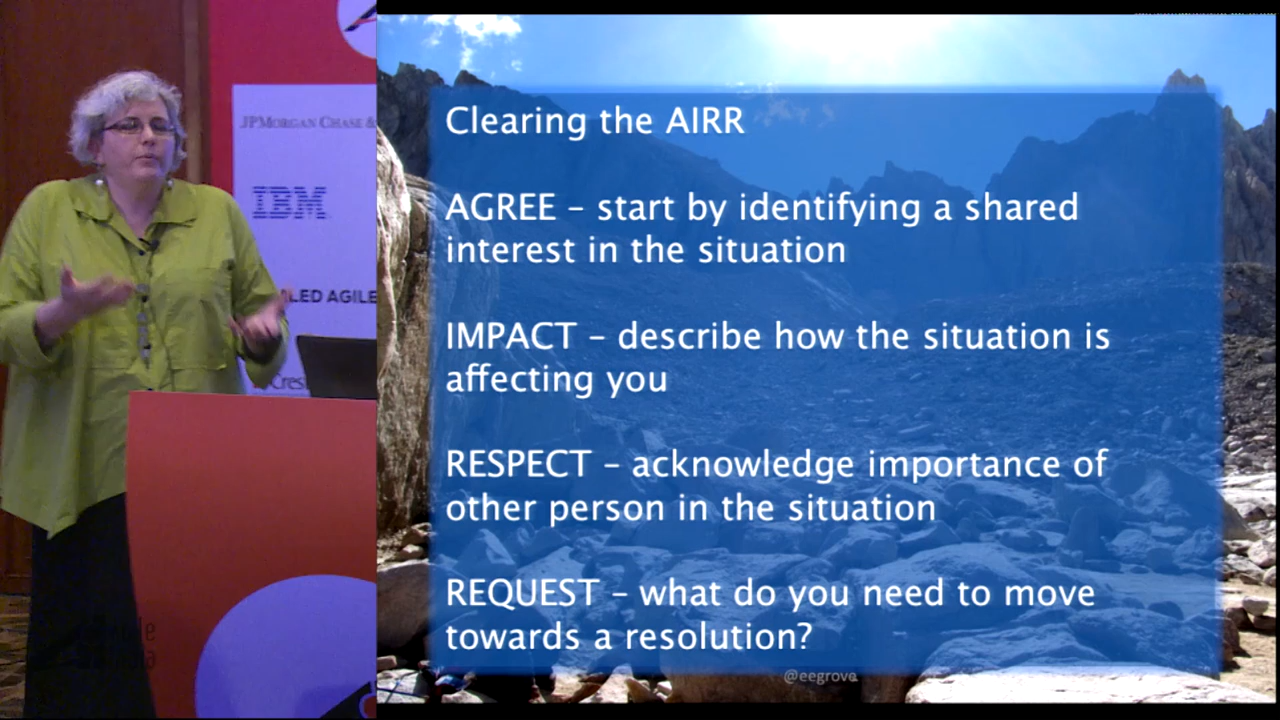 JPMORGAN CHASE &
IBM
LED AGILE
Cres
Clearing the AIRR
AGREE – start by identifying a shared
interest in the situation
IMPACT – describe how the situation is
affecting you
RESPECT – acknowledge importance of
other person in the situation
REQUEST – what do you need to move
towards a resolution?
@eegrove